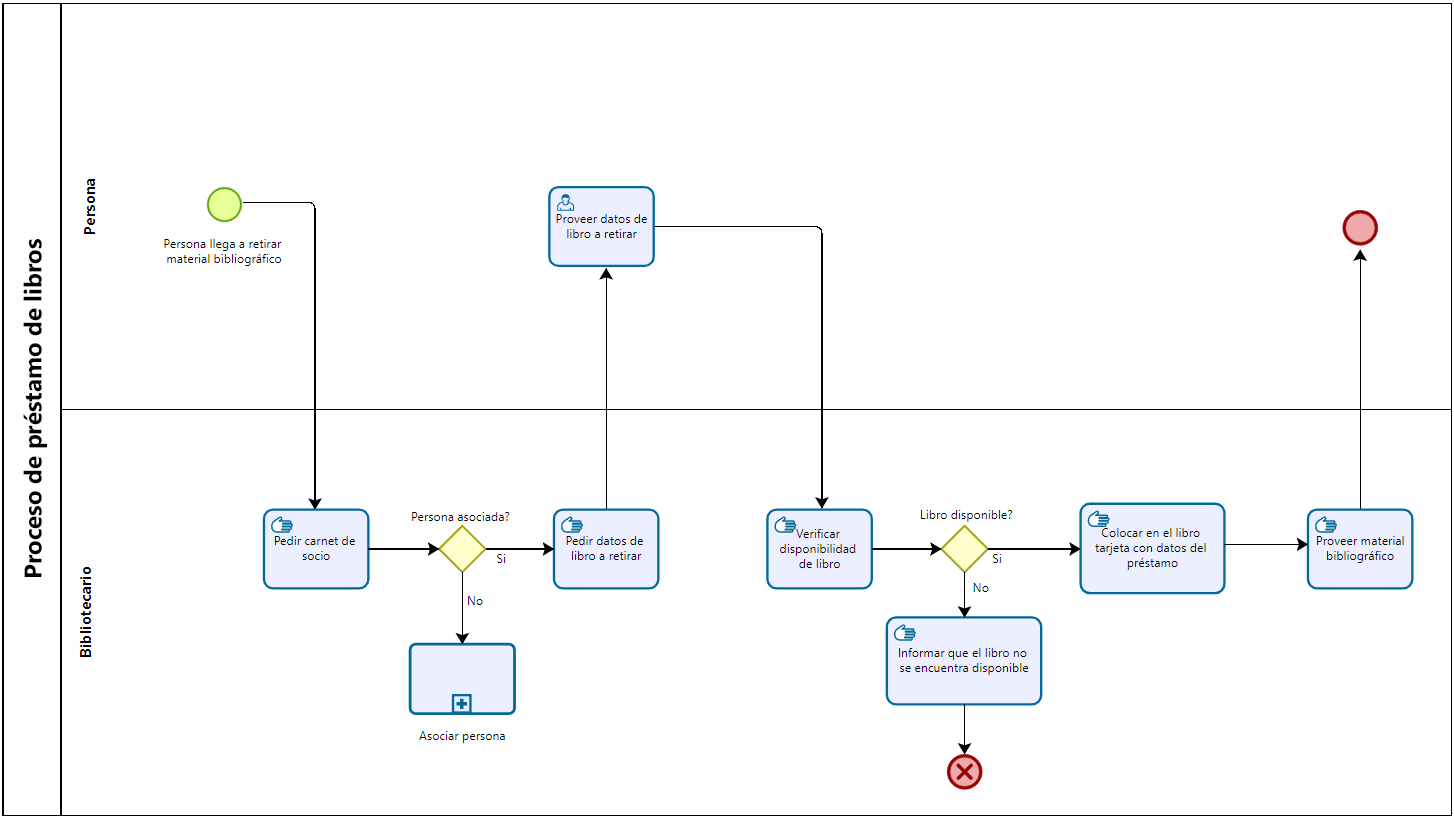 Proceso de préstamo de libros
Persona
Persona llega a retirar
material bibliográfico
Proveer datos de
libro a retirar
Bibliotecario
Pedir carnet de
socio
Persona asociada?
Si
No
Asociar persona
Pedir datos de
libro a retirar
Verificar
disponibilidad
de libro
Libro disponible?
Si
No
Informar que el libro no
se encuentra disponible
Colocar en el libro
tarjeta con datos del
préstamo
Proveer material
bibliográfico